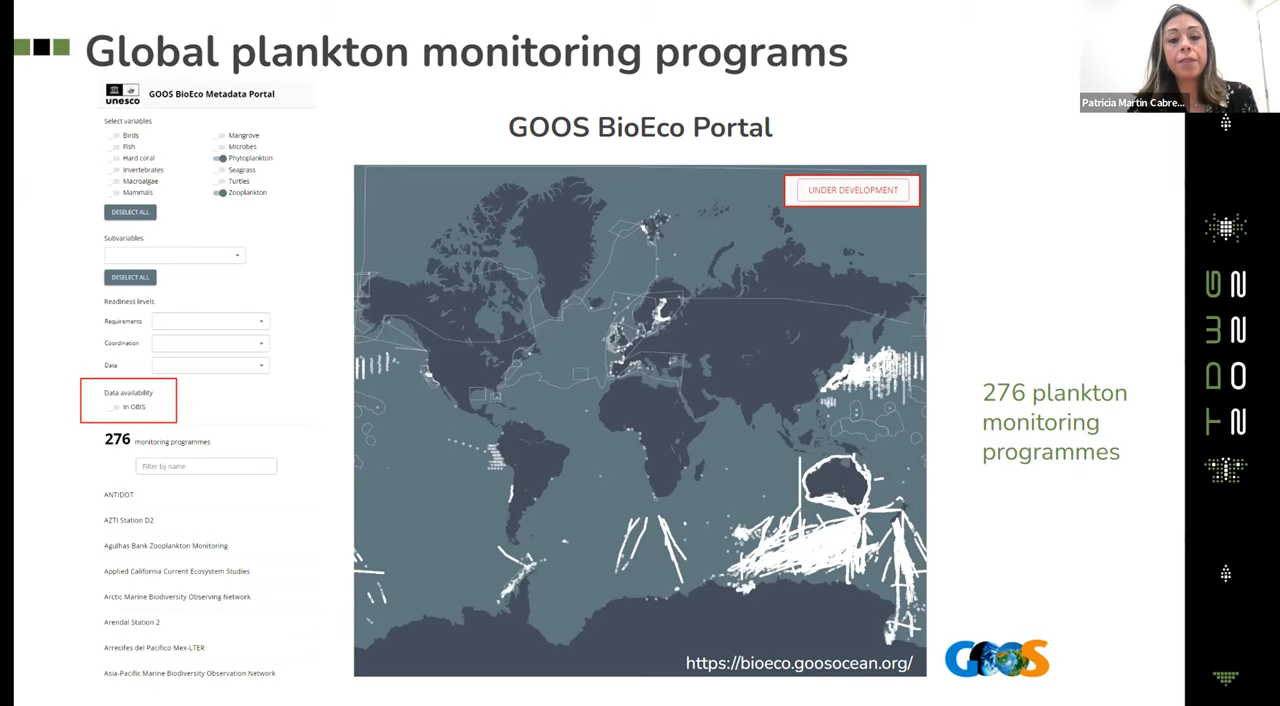 Global plankton monitoring programs
Patricia Martin Cabre...
unesco
GOOS BioEco Metadata Portal
GOOS BioEco Portal
Select variables
Birds
Fish
Hard coral
Invertebrates
Macroalgae
Mammals
Mangrove
Microbes
Phytoplankton
Seagrass
Turtles
Zooplankton
DESELECT ALL
Subvariables
DESELECT ALL
Readiness levels
Requirements
Coordination
Data
Data availability
In OBIS
276 monitoring programmes
Filter by name
ANTIDOT
AZTI Station D2
Agulhas Bank Zooplankton Monitoring
Applied California Current Ecosystem Studies
Arctic Marine Biodiversity Observing Network
Arendal Station 2
Arrecifes del Pacifico Mex-LTER
Asia-Pacific Marine Biodiversity Observation Network
UNDER DEVELOPMENT
https://bioeco.goosocean.org/
276 plankton
monitoring
programmes
GOOS